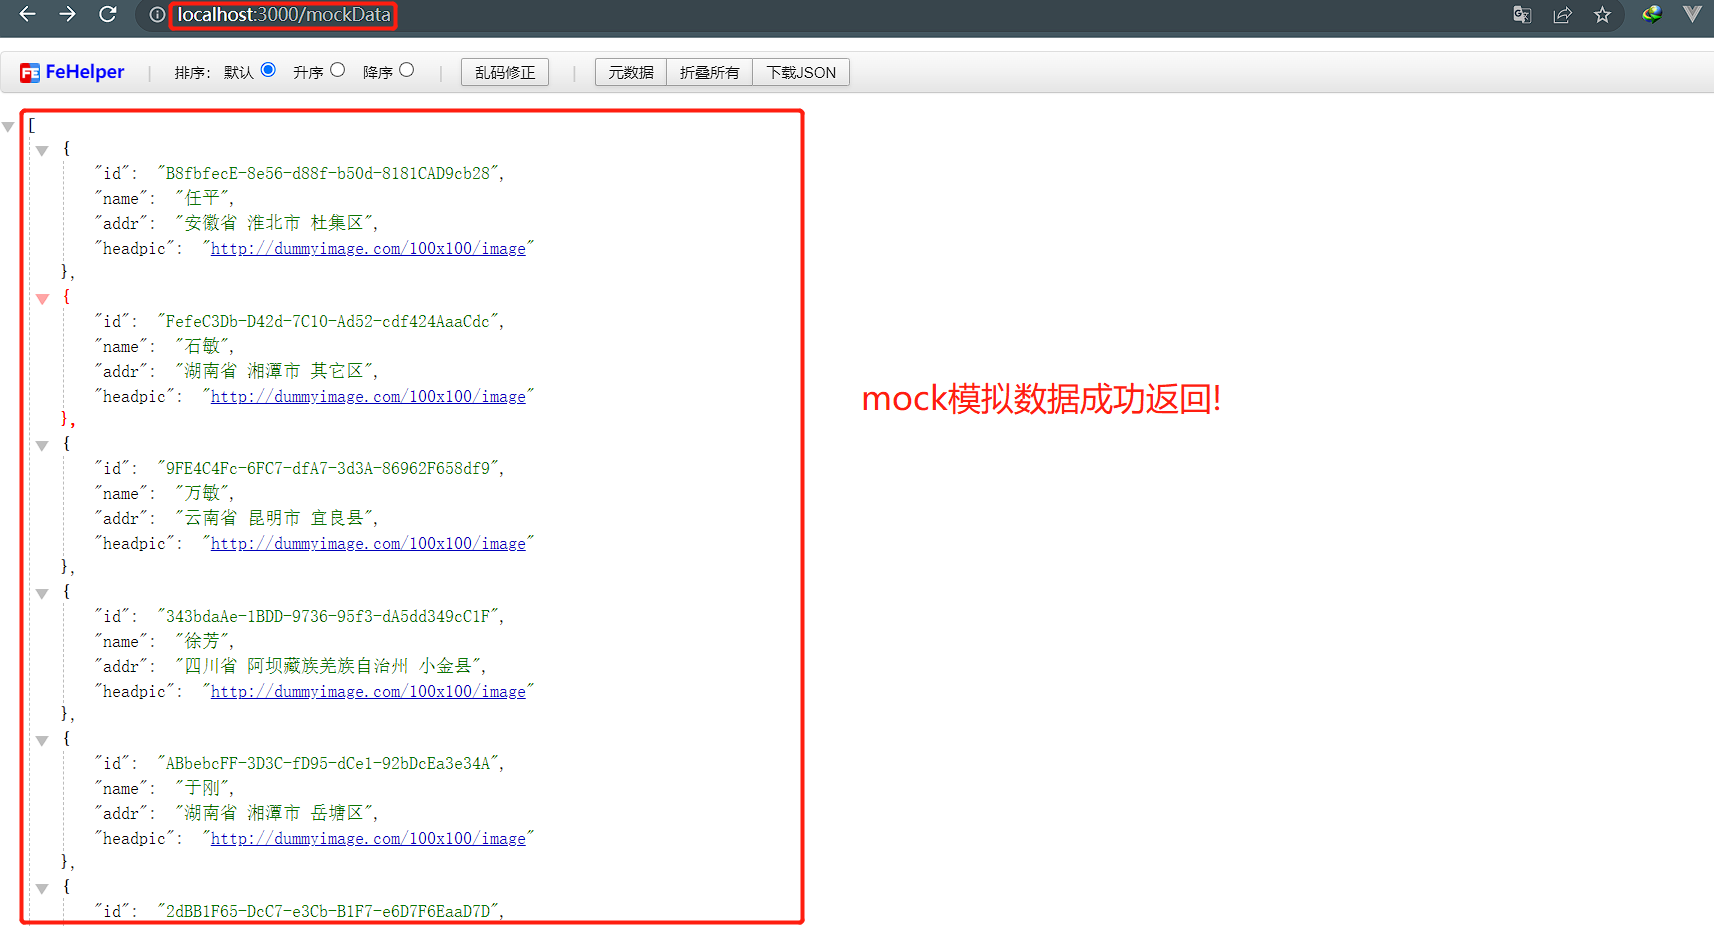 localhost:3000/mockData
FeHelper | 排序: 默认 升序 降序 | 乱码修正 | 元数据 折叠所有 下载JSON
[
{
"id": "B8fbfecE-8e56-d88f-b50d-8181CAD9cb28",
"name": "任平",
"addr": "安徽省 淮北市 杜集区",
"headpic": "http://dummyimage.com/100x100/image"
},
{
"id": "FefeC3Db-D42d-7C10-Ad52-cdf424AaaCdc",
"name": "石敏",
"addr": "湖南省 湘潭市 其它区",
"headpic": "http://dummyimage.com/100x100/image"
},
mock模拟数据成功返回!
{
"id": "9FE4C4Fc-6FC7-dfA7-3d3A-86962F658df9",
"name": "万敏",
"addr": "云南省 昆明市 宜良县",
"headpic": "http://dummyimage.com/100x100/image"
},
{
"id": "343bdaAe-1BDD-9736-95f3-dA5dd349cC1F",
"name": "徐芳",
"addr": "四川省 阿坝藏族羌族自治州 小金县",
"headpic": "http://dummyimage.com/100x100/image"
},
{
"id": "ABbebcFF-3D3C-fD95-dCe1-92bDcEa3e34A",
"name": "于刚",
"addr": "湖南省 湘潭市 岳塘区",
"headpic": "http://dummyimage.com/100x100/image"
},
{
"id": "2dBB1F65-DcC7-e3Cb-B1F7-e6D7F6EaaD7D",